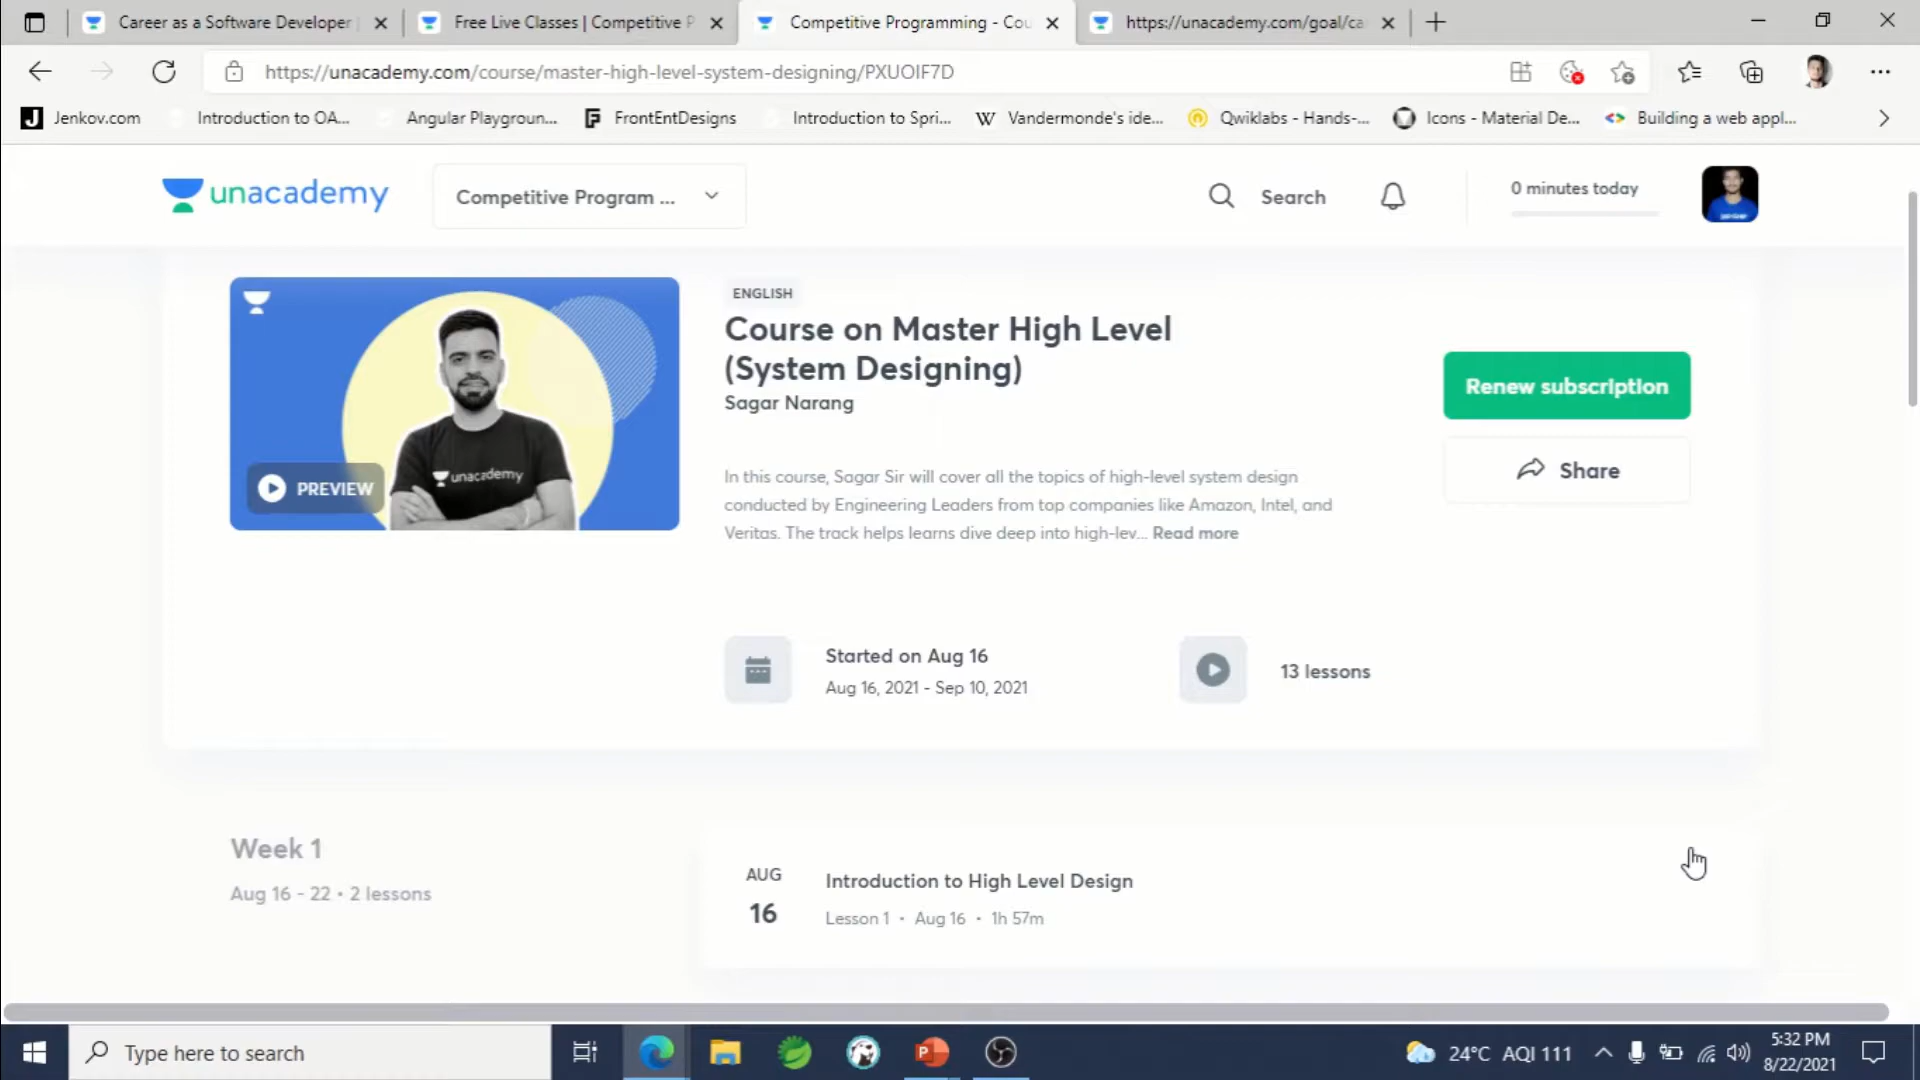 Career as a Software Developer
Free Live Classes | Competitive P
Competitive Programming - Cou
https://unacademy.com/goal/ca
https://unacademy.com/course/master-high-level-system-designing/PXUOIF7D
Jenkov.com
Introduction to OA...
Angular Playgroun...
FrontEntDesigns
Introduction to Spri...
W Vandermonde's ide...
Qwiklabs - Hands-...
Icons - Material De...
Building a web appl...
unacademy
Competitive Program ...
Search
0 minutes today
unacademy
PREVIEW
ENGLISH
Course on Master High Level
(System Designing)
Sagar Narang
In this course, Sagar Sir will cover all the topics of high-level system design
conducted by Engineering Leaders from top companies like Amazon, Intel, and
Veritas. The track helps learns dive deep into high-lev... Read more
Renew subscription
Share
Started on Aug 16
Aug 16, 2021 - Sep 10, 2021
13 lessons
Week 1
Aug 16 - 22 • 2 lessons
AUG
16
Introduction to High Level Design
Lesson 1 • Aug 16 • 1h 57m
Type here to search
24°C AQI 111
5:32 PM
8/22/2021